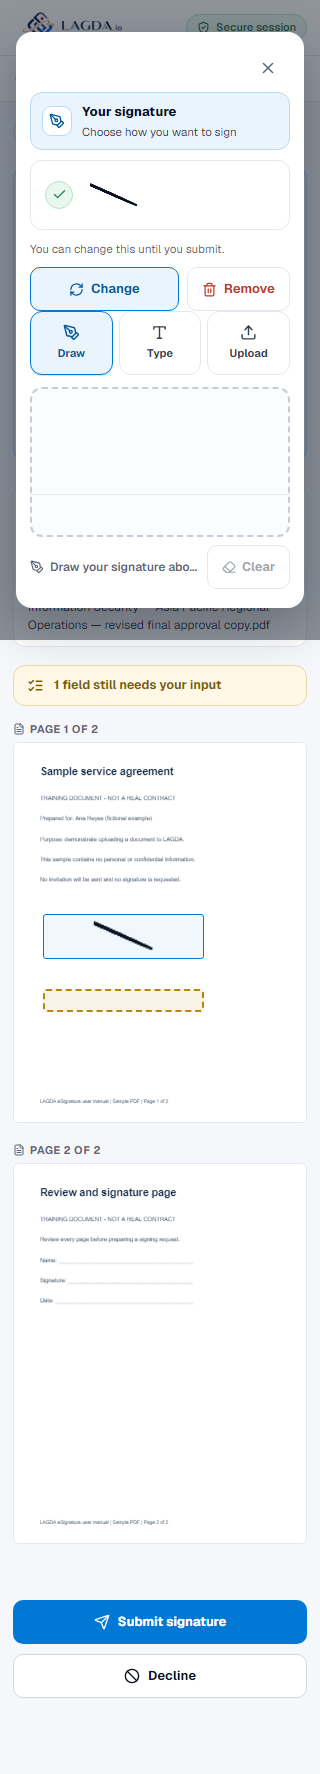 LAGDA.io
Secure session
Your signature
Choose how you want to sign
You can change this until you submit.
Change
Remove
Draw
Type
Upload
Draw your signature abo...
Clear
Information Security — Asia Pacific Regional
Operations — revised final approval copy.pdf
1 field still needs your input
PAGE 1 OF 2
Sample service agreement
TRAINING DOCUMENT - NOT A REAL CONTRACT
Prepared for: Ana Reyes (fictional example)
Purpose: demonstrate uploading a document to LAGDA.
This sample contains no personal or confidential information.
No invitation will be sent and no signature is requested.
LAGDA eSignature user manual | Sample PDF | Page 1 of 2
PAGE 2 OF 2
Review and signature page
TRAINING DOCUMENT - NOT A REAL CONTRACT
Review every page before preparing a signing request.
Name:
Signature:
Date:
LAGDA eSignature user manual | Sample PDF | Page 2 of 2
Submit signature
Decline